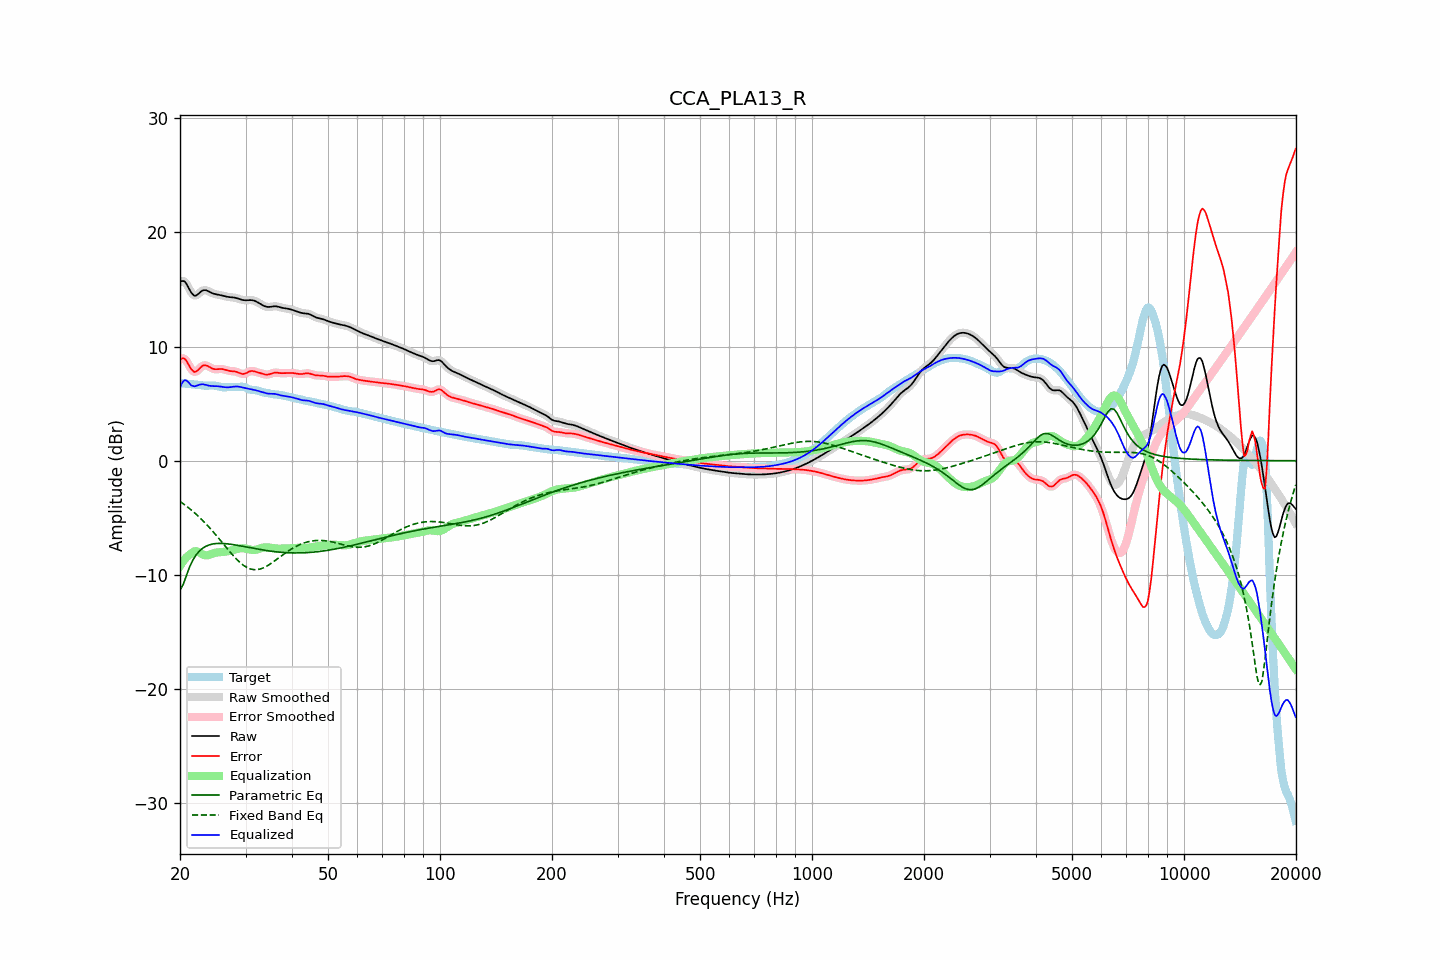 CCA_PLA13_R
Amplitude (dBr)
30
20
10
0
−10
−20
−30
Target
Raw Smoothed
Error Smoothed
Raw
Error
Equalization
Parametric Eq
Fixed Band Eq
Equalized
20 50 100 200 500 1000 2000 5000 10000 20000
Frequency (Hz)